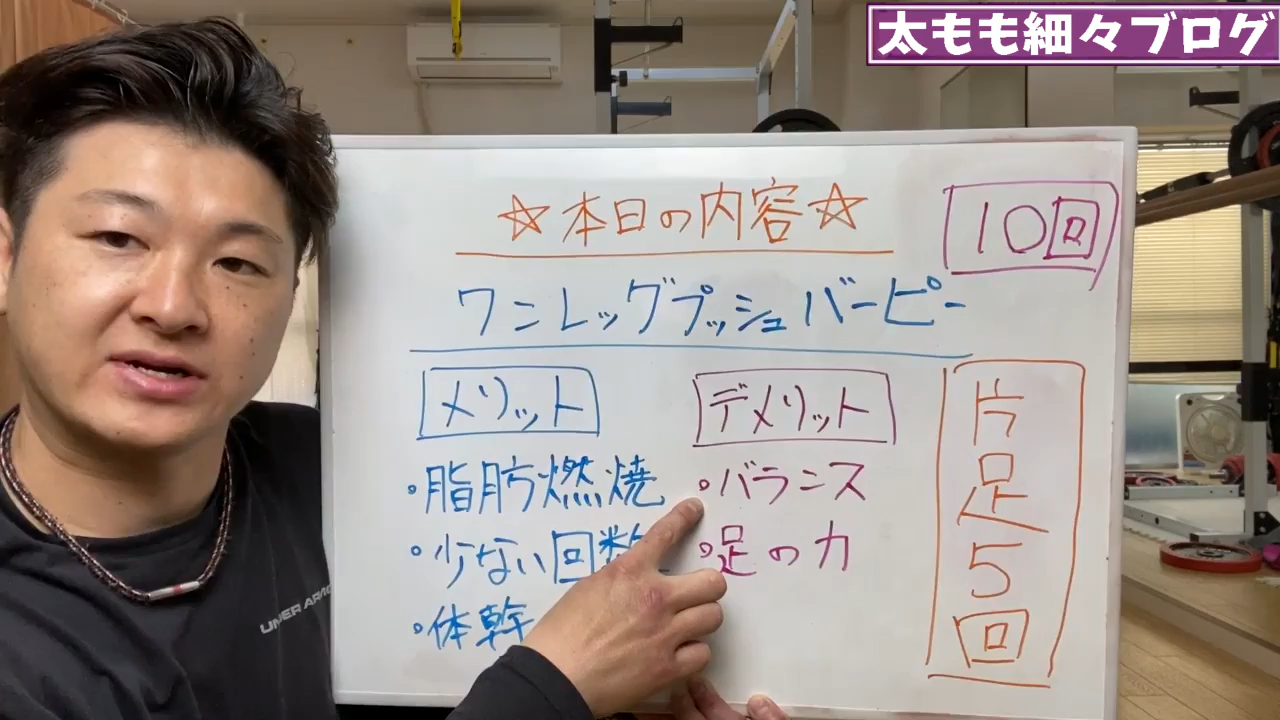 太もも細々ブログ
☆本日の内容☆
10回
ワンレッグプッシュバーピー
メリット
・脂肪燃焼
・少ない回数
・体幹
デメリット
・バランス
・足の力
片足5回
UNDER ARMO